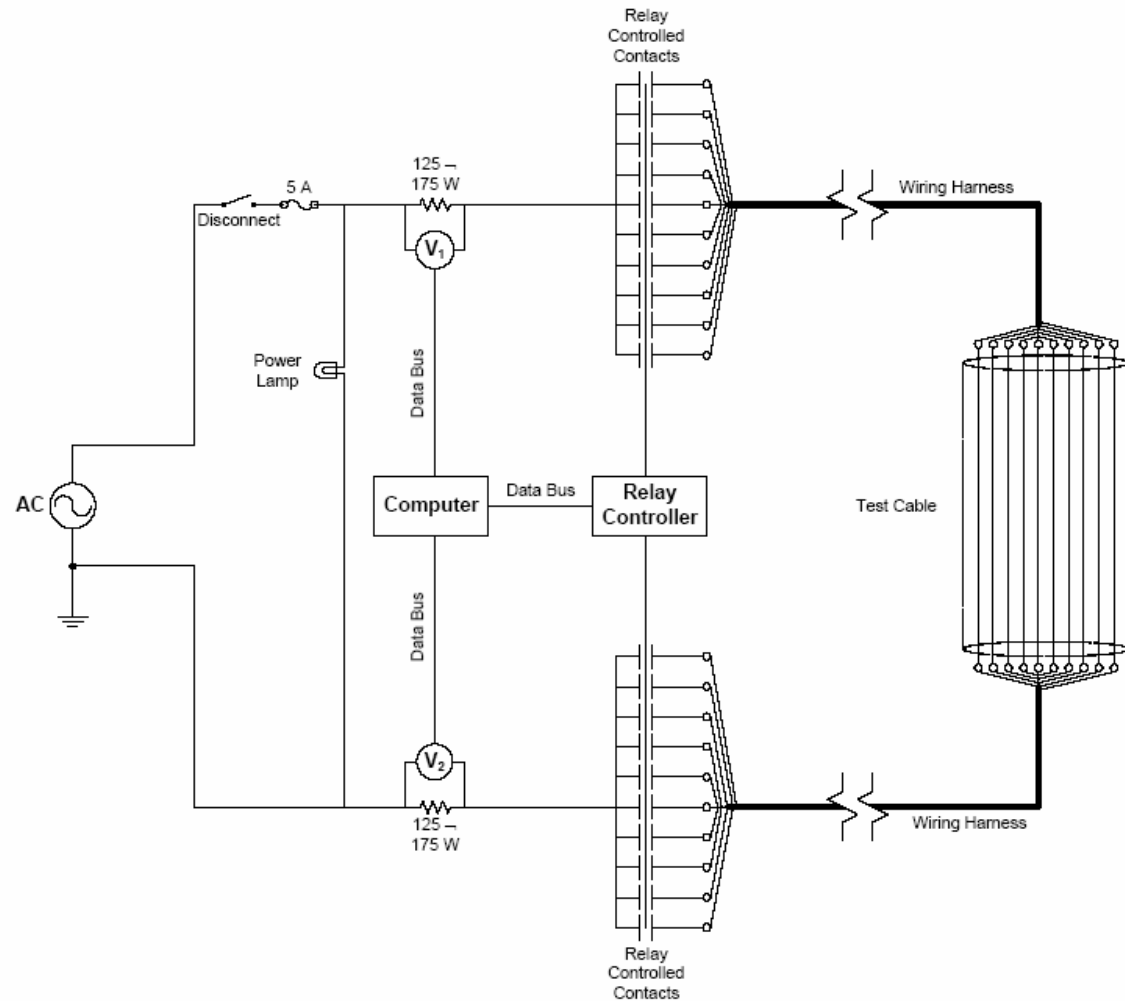 Relay
Controlled
Contacts
125 ¬
175 W
5 A
Disconnect
V1
Wiring Harness
Power
Lamp
Data Bus
AC
Computer
Data Bus
Relay
Controller
Test Cable
Data Bus
V2
125 ¬
175 W
Wiring Harness
Relay
Controlled
Contacts